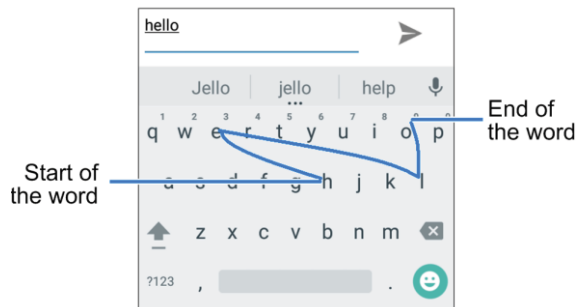 hello
Jello jello help
1 2 3 4 5 6 7 8 9 0
q w e r t y u i o p
End of
the word
Start of
the word
a s d f g h j k l
z x c v b n m
?123 , .